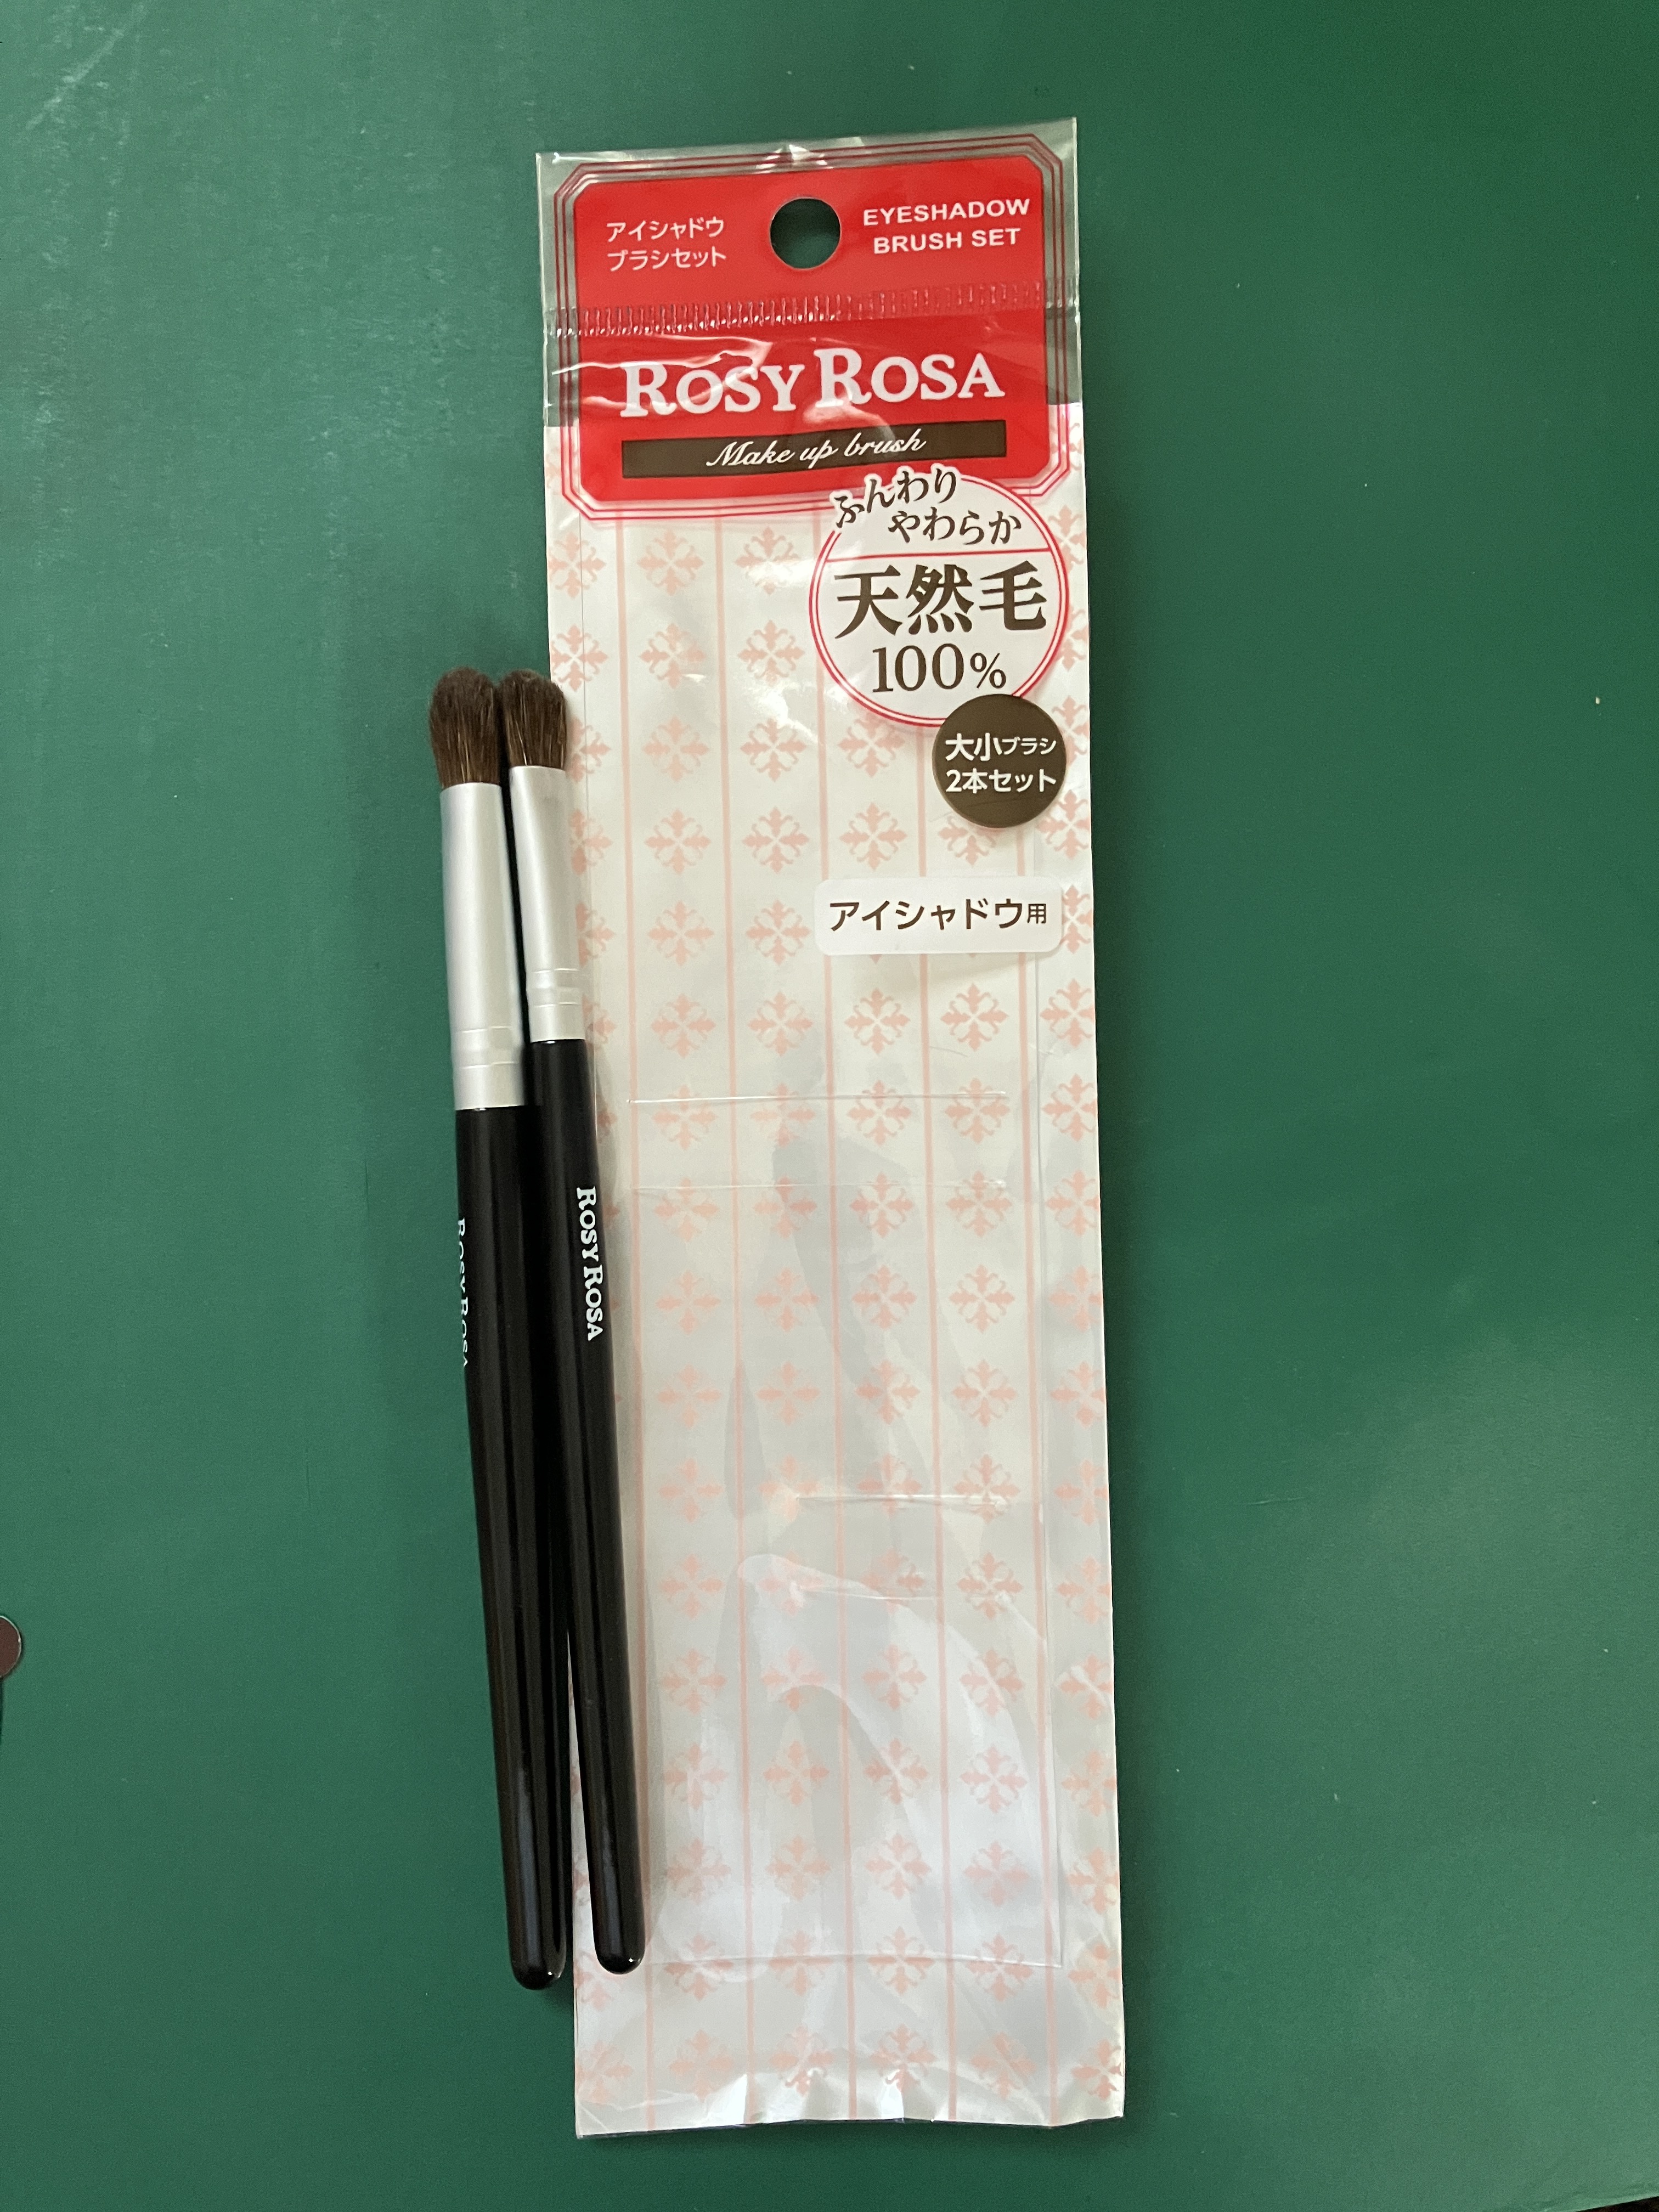 アイシャドウ
ブラシセット
EYESHADOW
BRUSH SET
ROSY ROSA
Make up brush
ふんわり
やわらか
天然毛
100%
大小ブラシ
2本セット
アイシャドウ用
ROSY ROSA
ROSY ROSA